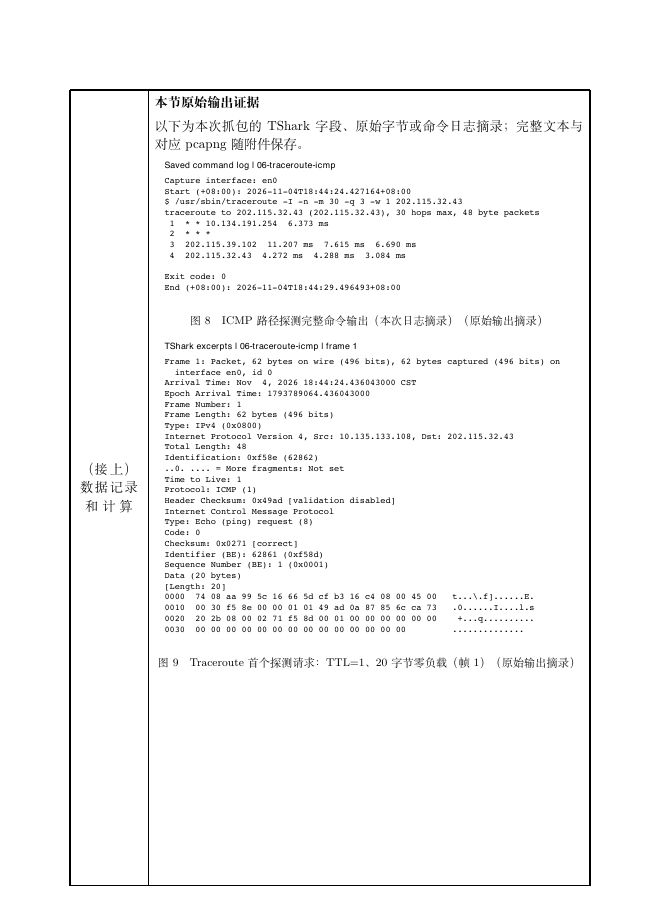 本节原始输出证据
以下为本次抓包的 TShark 字段、原始字节或命令日志摘录；完整文本与
对应 pcapng 随附件保存。
Saved command log | 06-traceroute-icmp
Capture interface: en0
Start (+08:00): 2026-11-04T18:44:24.427164+08:00
$ /usr/sbin/traceroute -I -n -m 30 -q 3 -w 1 202.115.32.43
traceroute to 202.115.32.43 (202.115.32.43), 30 hops max, 48 byte packets
1  * * 10.134.191.254  6.373 ms
2  * * *
3  202.115.39.102  11.207 ms  7.615 ms  6.690 ms
4  202.115.32.43  4.272 ms  4.288 ms  3.084 ms
Exit code: 0
End (+08:00): 2026-11-04T18:44:29.496493+08:00
图 8　ICMP 路径探测完整命令输出（本次日志摘录）（原始输出摘录）
TShark excerpts | 06-traceroute-icmp | frame 1
Frame 1: Packet, 62 bytes on wire (496 bits), 62 bytes captured (496 bits) on
interface en0, id 0
Arrival Time: Nov  4, 2026 18:44:24.436043000 CST
Epoch Arrival Time: 1793789064.436043000
Frame Number: 1
Frame Length: 62 bytes (496 bits)
Type: IPv4 (0x0800)
Internet Protocol Version 4, Src: 10.135.133.108, Dst: 202.115.32.43
Total Length: 48
Identification: 0xf58e (62862)
..0. .... = More fragments: Not set
Time to Live: 1
Protocol: ICMP (1)
Header Checksum: 0x49ad [validation disabled]
Internet Control Message Protocol
Type: Echo (ping) request (8)
Code: 0
Checksum: 0x0271 [correct]
Identifier (BE): 62861 (0xf58d)
Sequence Number (BE): 1 (0x0001)
Data (20 bytes)
[Length: 20]
0000  74 08 aa 99 5c 16 66 5d cf b3 16 c4 08 00 45 00   t...\.f]......E.
0010  00 30 f5 8e 00 00 01 01 49 ad 0a 87 85 6c ca 73   .0......I....l.s
0020  20 2b 08 00 02 71 f5 8d 00 01 00 00 00 00 00 00    +...q..........
0030  00 00 00 00 00 00 00 00 00 00 00 00 00 00         ..............
图 9　Traceroute 首个探测请求：TTL=1、20 字节零负载（帧 1）（原始输出摘录）
（接上）
数据记录
和计算